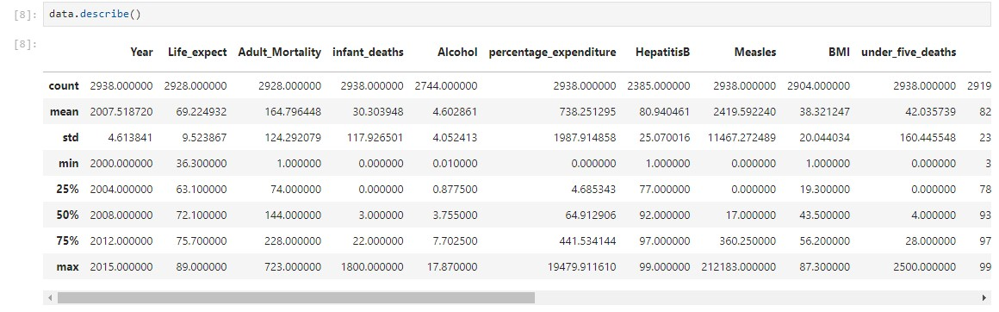 [8]: data.describe()
[8]:
Year Life_expect Adult_Mortality infant_deaths Alcohol percentage_expenditure HepatitisB Measles BMI under_five_deaths
count 2938.000000 2928.000000 2928.000000 2938.000000 2744.000000 2938.000000 2385.000000 2938.000000 2904.000000 2938.000000 2919
mean 2007.518720 69.224932 164.796448 30.303948 4.602861 738.251295 80.940461 2419.592240 38.321247 42.035739 82
std 4.613841 9.523867 124.292079 117.926501 4.052413 1987.914858 25.070016 11467.272489 20.044034 160.445548 23
min 2000.000000 36.300000 1.000000 0.000000 0.010000 0.000000 1.000000 0.000000 1.000000 0.000000 3
25% 2004.000000 63.100000 74.000000 0.000000 0.877500 4.685343 77.000000 0.000000 19.300000 0.000000 78
50% 2008.000000 72.100000 144.000000 3.000000 3.755000 64.912906 92.000000 17.000000 43.500000 4.000000 93
75% 2012.000000 75.700000 228.000000 22.000000 7.702500 441.534144 97.000000 360.250000 56.200000 28.000000 97
max 2015.000000 89.000000 723.000000 1800.000000 17.870000 19479.911610 99.000000 212183.000000 87.300000 2500.000000 99